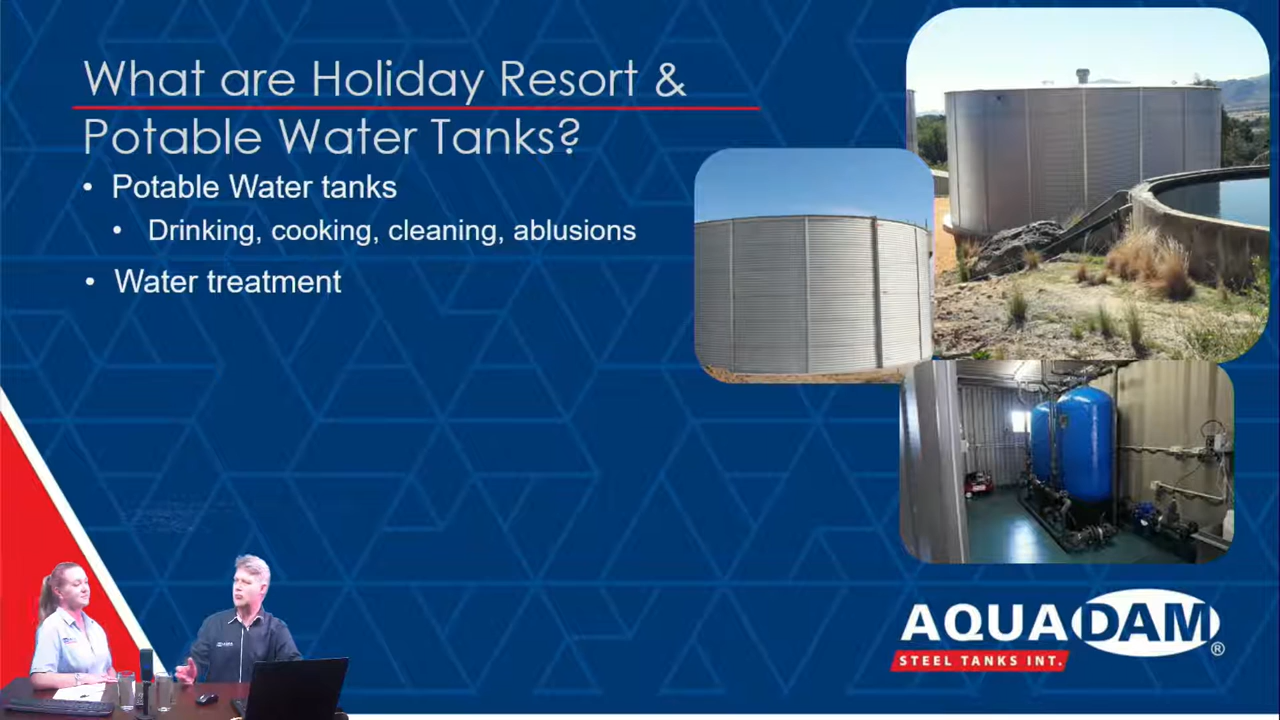 What are Holiday Resort &
Potable Water Tanks?
• Potable Water tanks
• Drinking, cooking, cleaning, ablusions
• Water treatment
AQUADAM®
STEEL TANKS INT.